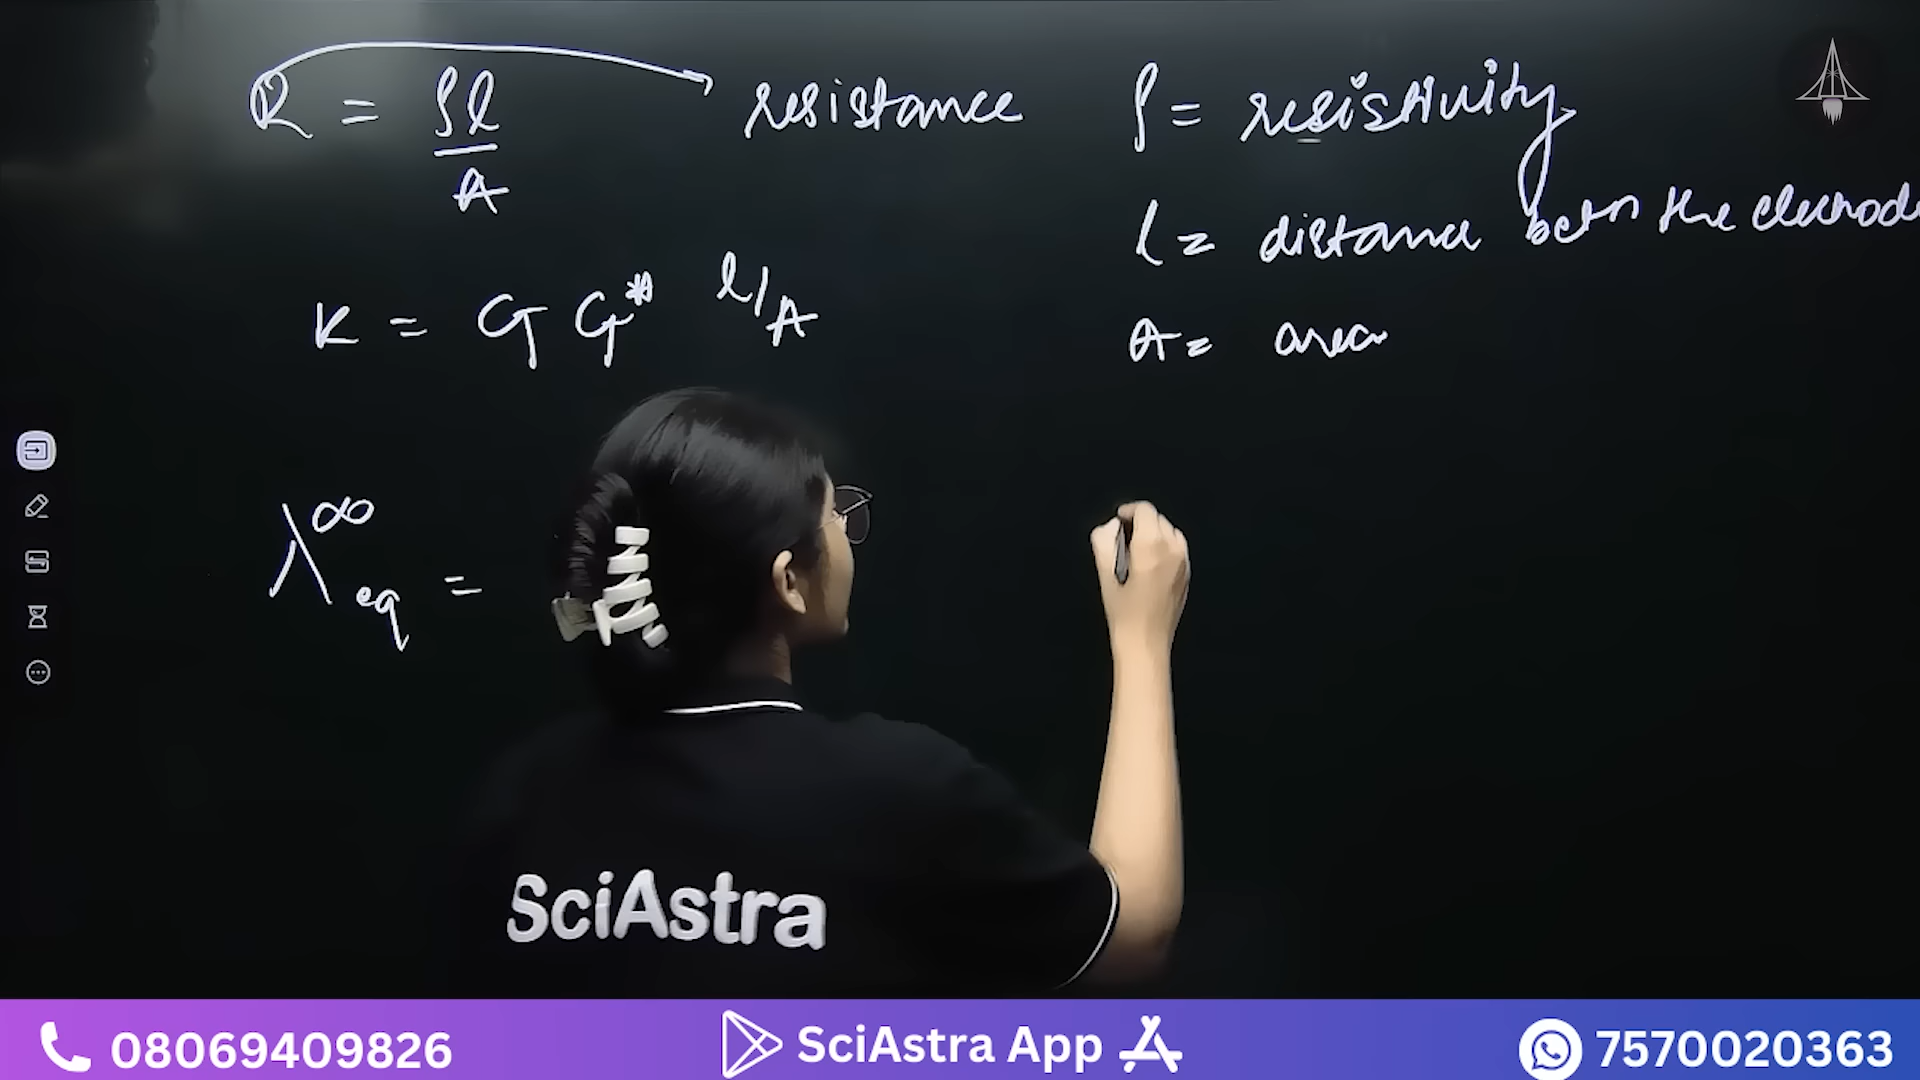 R = ρl/A → resistance ρ = resistivity
l = distance betn the electrode
K = G G* l/A
A = area
λ∞eq =
SciAstra
08069409826 SciAstra App 7570020363